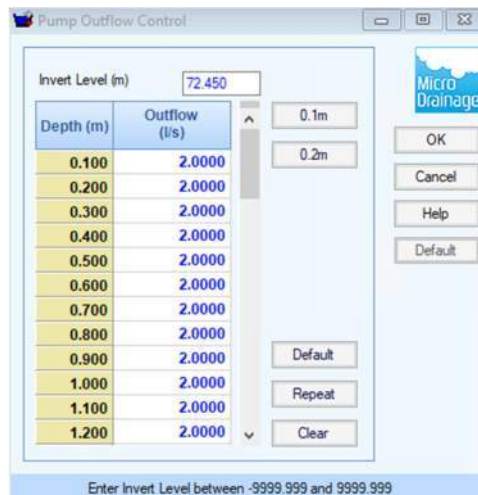 Pump Outflow Control
Invert Level (m) 72.450
Micro
Drainage
Depth (m) Outflow (l/s)
0.1m
0.2m
OK
Cancel
Help
Default
0.100 2.0000
0.200 2.0000
0.300 2.0000
0.400 2.0000
0.500 2.0000
0.600 2.0000
0.700 2.0000
0.800 2.0000
0.900 2.0000
1.000 2.0000
1.100 2.0000
1.200 2.0000
Default
Repeat
Clear
Enter Invert Level between -9999.999 and 9999.999